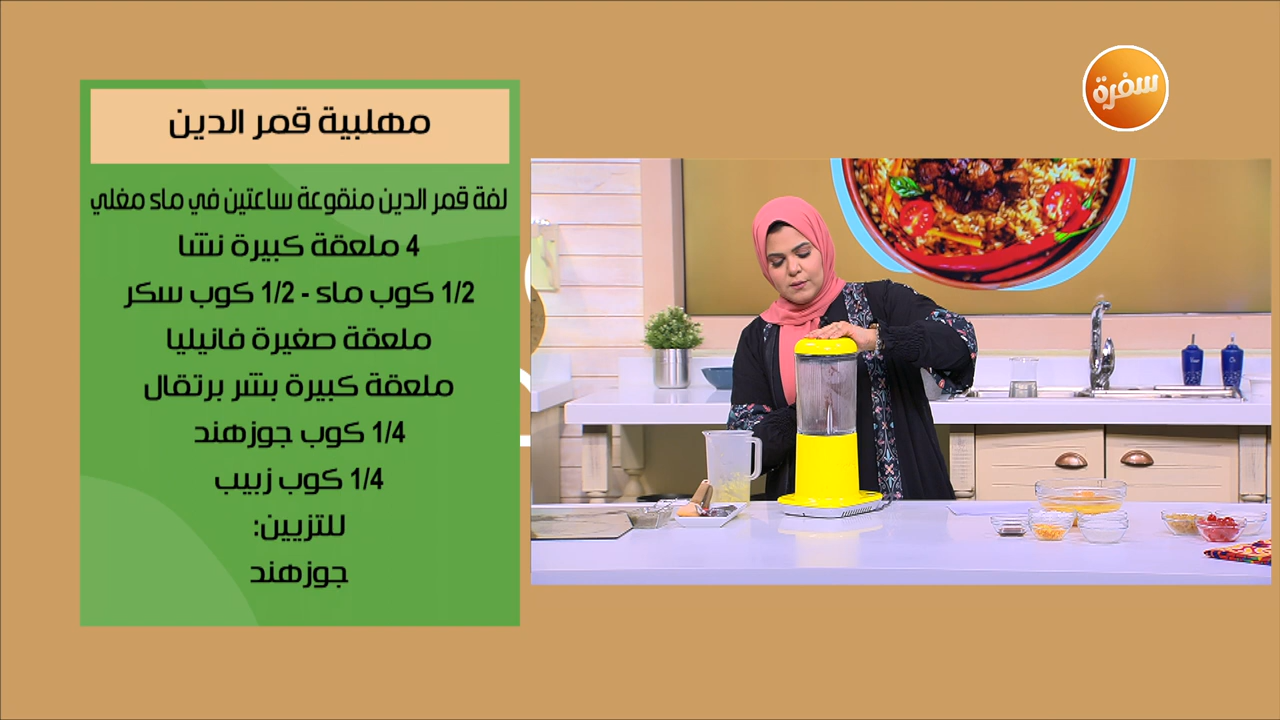 سفرة
مهلبية قمر الدين
لفة قمر الدين منقوعة ساعتين في ماء مغلي
4 ملعقة كبيرة نشا
1/2 كوب ماء - 1/2 كوب سكر
ملعقة صغيرة فانيليا
ملعقة كبيرة بشر برتقال
1/4 كوب جوزهند
1/4 كوب زبيب
للتزيين:
جوزهند